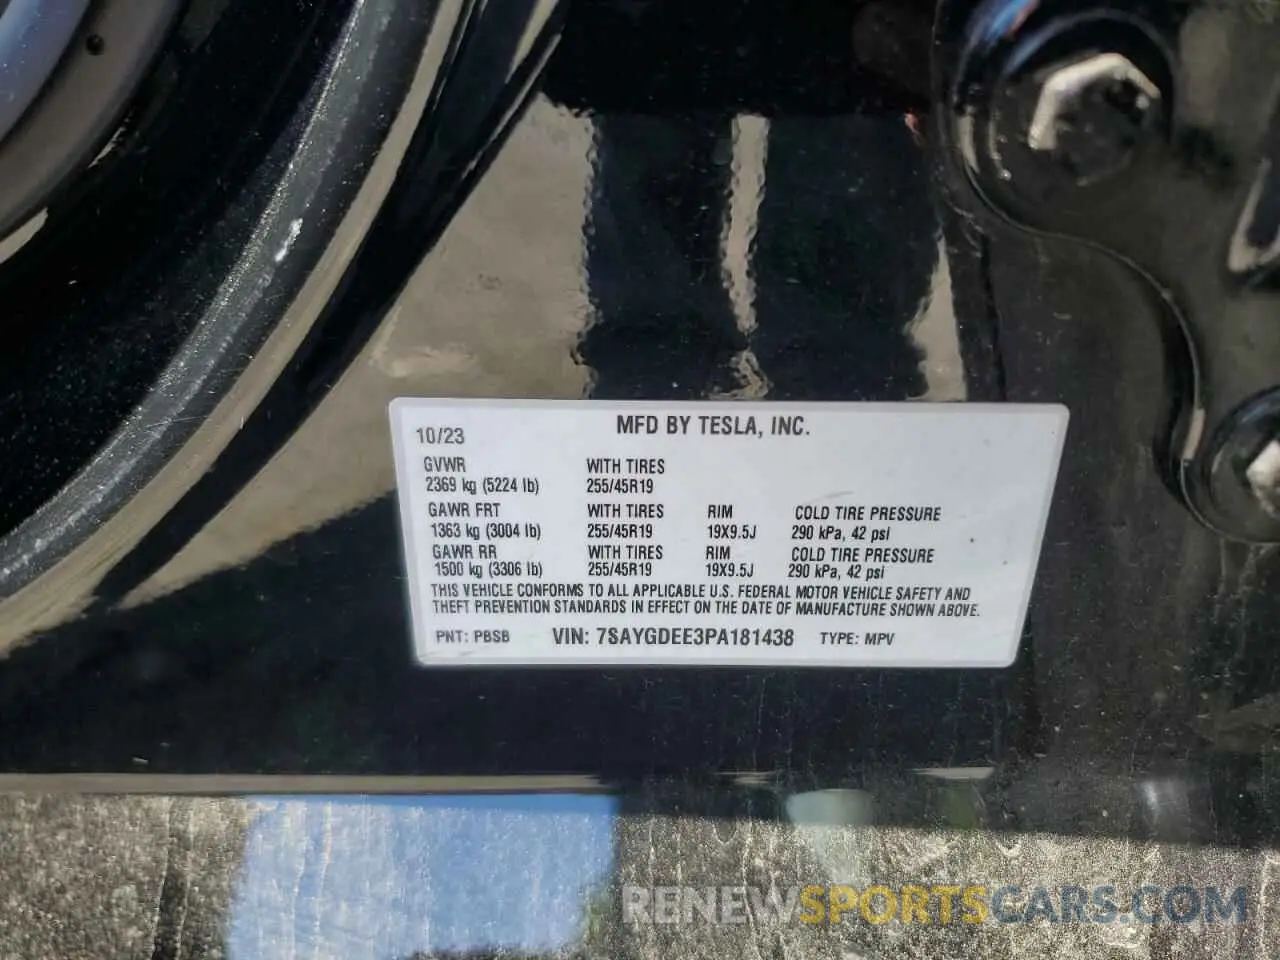 MFD BY TESLA, INC.
10/23
GVWR WITH TIRES
2369 kg (5224 lb) 255/45R19
GAWR FRT WITH TIRES RIM COLD TIRE PRESSURE
1363 kg (3004 lb) 255/45R19 19X9.5J 290 kPa, 42 psi
GAWR RR WITH TIRES RIM COLD TIRE PRESSURE
1500 kg (3306 lb) 255/45R19 19X9.5J 290 kPa, 42 psi
THIS VEHICLE CONFORMS TO ALL APPLICABLE U.S. FEDERAL MOTOR VEHICLE SAFETY AND
THEFT PREVENTION STANDARDS IN EFFECT ON THE DATE OF MANUFACTURE SHOWN ABOVE.
PNT: PBSB VIN: 7SAYGDEE3PA181438 TYPE: MPV
RENEWSPORTSCARS.COM